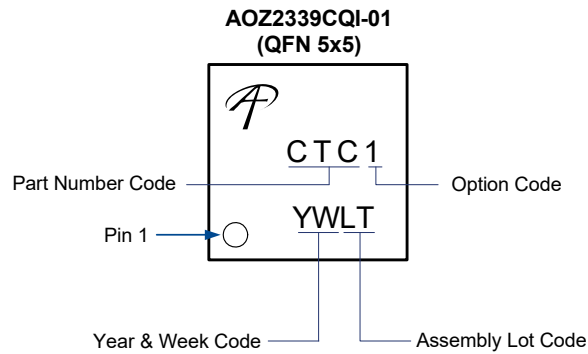 AOZ2339CQI-01
(QFN 5x5)
CTC1
Part Number Code
Option Code
YWLT
Pin 1
Year & Week Code
Assembly Lot Code